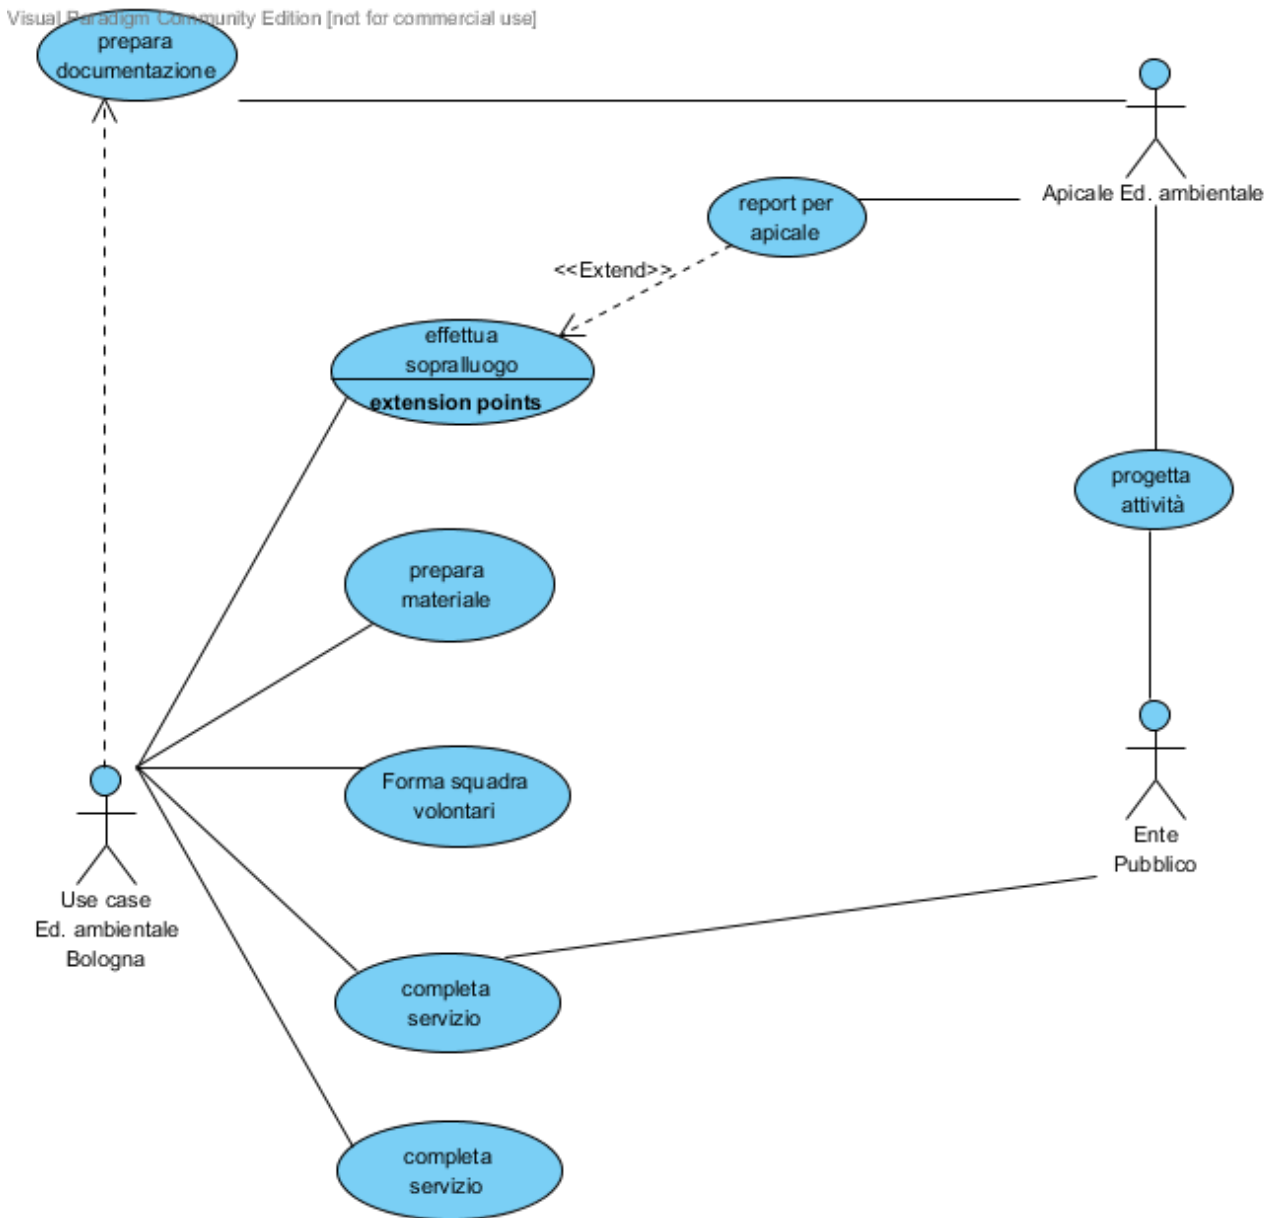 Visual Paradigm Community Edition [not for commercial use]
prepara
documentazione
Apicale Ed. ambientale
report per
apicale
<<Extend>>
effettua
sopralluogo
extension points
progetta
attività
prepara
materiale
Forma squadra
volontari
Use case
Ed. ambientale
Bologna
Ente
Pubblico
completa
servizio
completa
servizio